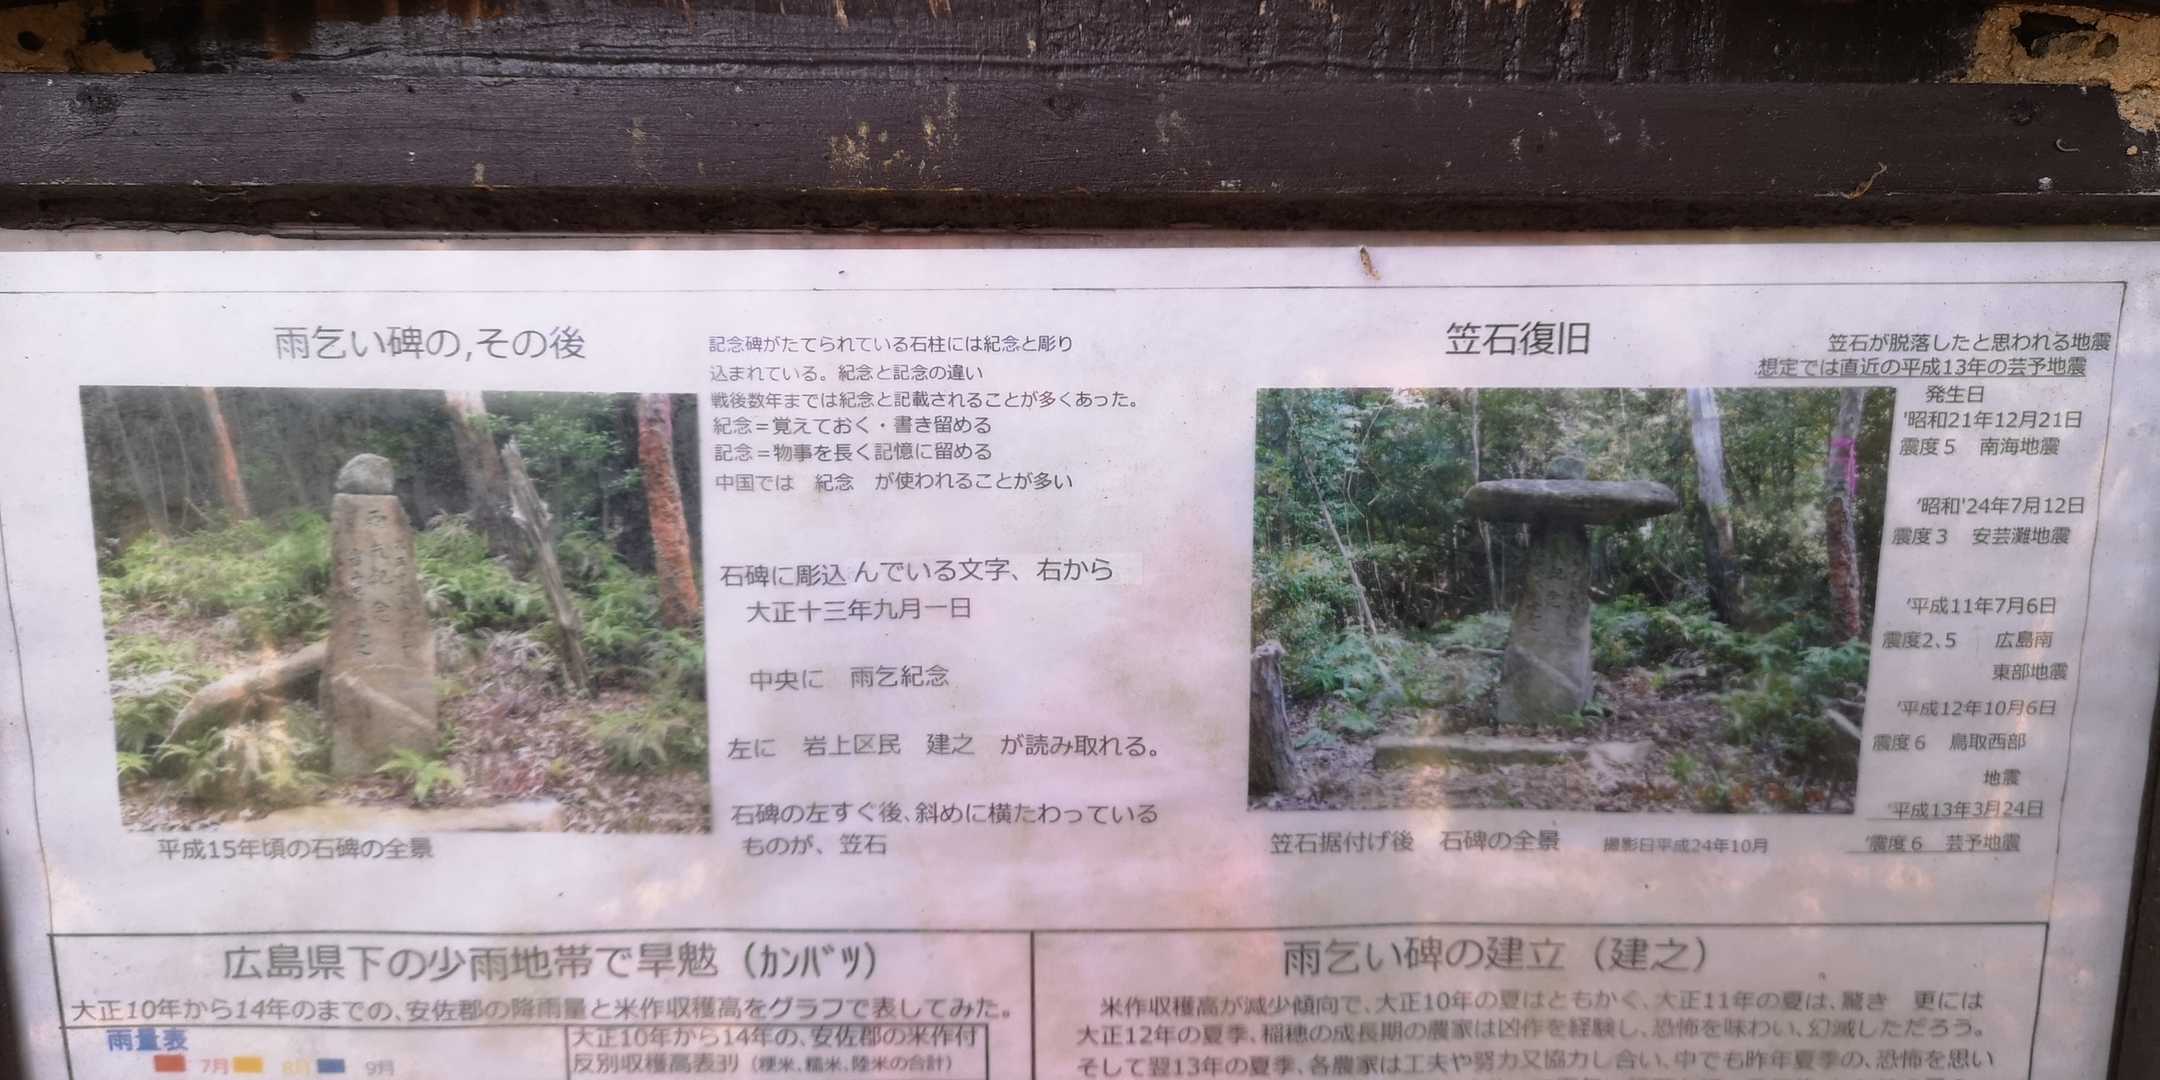 雨乞い碑の,その後
記念碑がたてられている石柱には紀念と彫り
込まれている。紀念と記念の違い
戦後数年までは紀念と記載されることが多くあった。
紀念＝覚えておく・書き留める
記念＝物事を長く記憶に留める
中国では 紀念 が使われることが多い
石碑に彫込んでいる文字、右から
大正十三年九月一日
中央に 雨乞紀念
左に 岩上区民 建之 が読み取れる。
石碑の左すぐ後、斜めに横たわっている
ものが、笠石
平成15年頃の石碑の全景
笠石復旧
笠石が脱落したと思われる地震
想定では直近の平成13年の芸予地震
発生日
'昭和21年12月21日
震度５ 南海地震
'昭和'24年7月12日
震度３ 安芸灘地震
'平成11年7月6日
震度2、5 広島南
東部地震
'平成12年10月6日
震度６ 鳥取西部
地震
'平成13年3月24日
'震度６ 芸予地震
笠石据付げ後 石碑の全景 撮影日平成24年10月
広島県下の少雨地帯で旱魃（ｶﾝﾊﾞﾂ）
大正10年から14年のまでの、安佐郡の降雨量と米作収穫高をグラフで表してみた。
雨量表
7月 8月 9月
大正10年から14年の、安佐郡の米作付
反別収穫高表ﾖﾘ（粳米、糯米、陸米の合計）
雨乞い碑の建立（建之）
米作収穫高が減少傾向で、大正10年の夏はともかく、大正11年の夏は、驚き 更には
大正12年の夏季、稲穂の成長期の農家は凶作を経験し、恐怖を味わい、幻滅しただろう。
そして翌13年の夏季、各農家は工夫や努力又協力し合い、中でも昨年夏季の、恐怖を思い